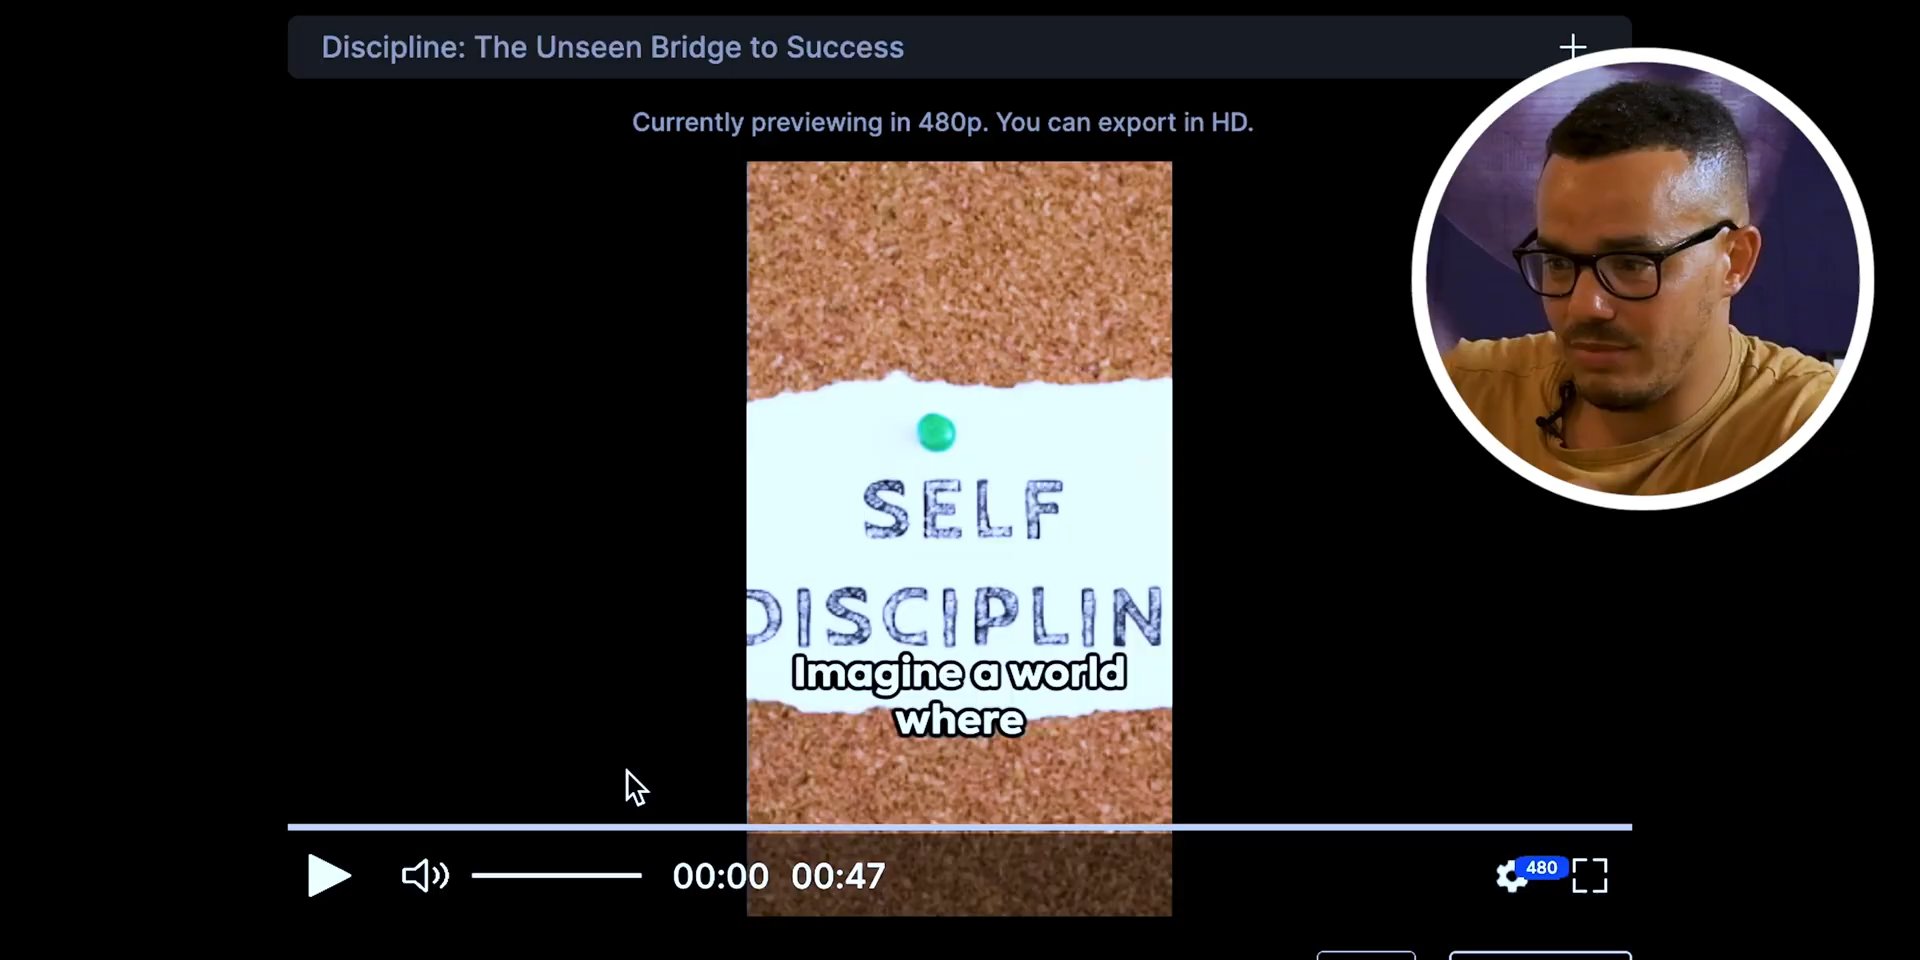 Discipline: The Unseen Bridge to Success
Currently previewing in 480p. You can export in HD.
SELF
DISCIPLIN
Imagine a world
where
00:00 00:47
480